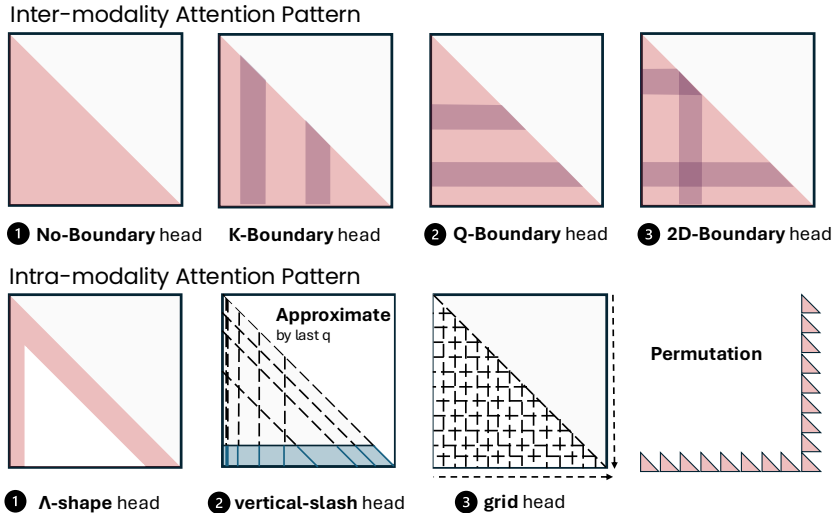 Inter-modality Attention Pattern
1 No-Boundary head
K-Boundary head
2 Q-Boundary head
3 2D-Boundary head
Intra-modality Attention Pattern
Approximate
by last q
Permutation
1 Λ-shape head
2 vertical-slash head
3 grid head